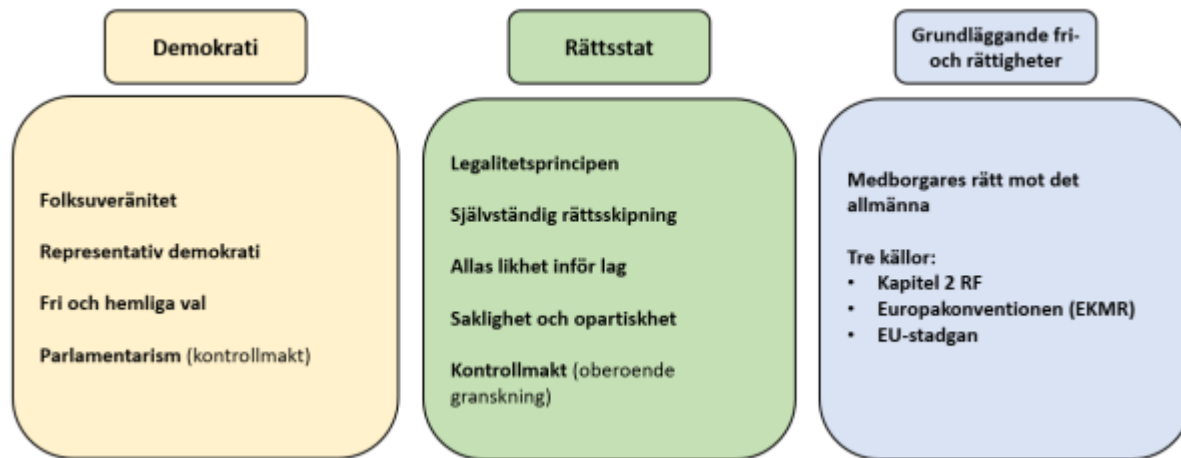 Demokrati
Folksuveränitet
Representativ demokrati
Fri och hemliga val
Parlamentarism (kontrollmakt)
Rättsstat
Legalitetsprincipen
Självständig rättsskipning
Allas likhet inför lag
Saklighet och opartiskhet
Kontrollmakt (oberoende
granskning)
Grundläggande fri-
och rättigheter
Medborgares rätt mot det
allmänna
Tre källor:
• Kapitel 2 RF
• Europakonventionen (EKMR)
• EU-stadgan